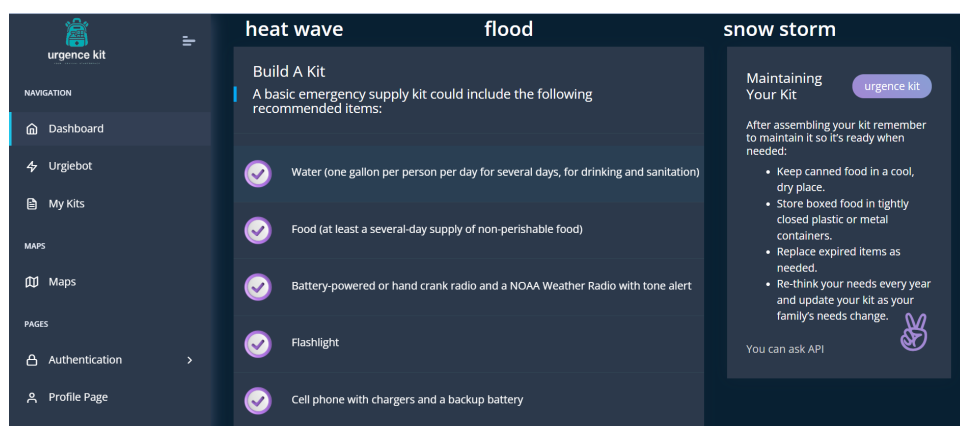 urgence kit
NAVIGATION
Dashboard
Urgiebot
My Kits
MAPS
Maps
PAGES
Authentication
Profile Page
heat wave
flood
snow storm
Build A Kit
A basic emergency supply kit could include the following
recommended items:
Water (one gallon per person per day for several days, for drinking and sanitation)
Food (at least a several-day supply of non-perishable food)
Battery-powered or hand crank radio and a NOAA Weather Radio with tone alert
Flashlight
Cell phone with chargers and a backup battery
Maintaining
Your Kit
urgence kit
After assembling your kit remember
to maintain it so it's ready when
needed:
• Keep canned food in a cool,
dry place.
• Store boxed food in tightly
closed plastic or metal
containers.
• Replace expired items as
needed.
• Re-think your needs every year
and update your kit as your
family's needs change.
You can ask API